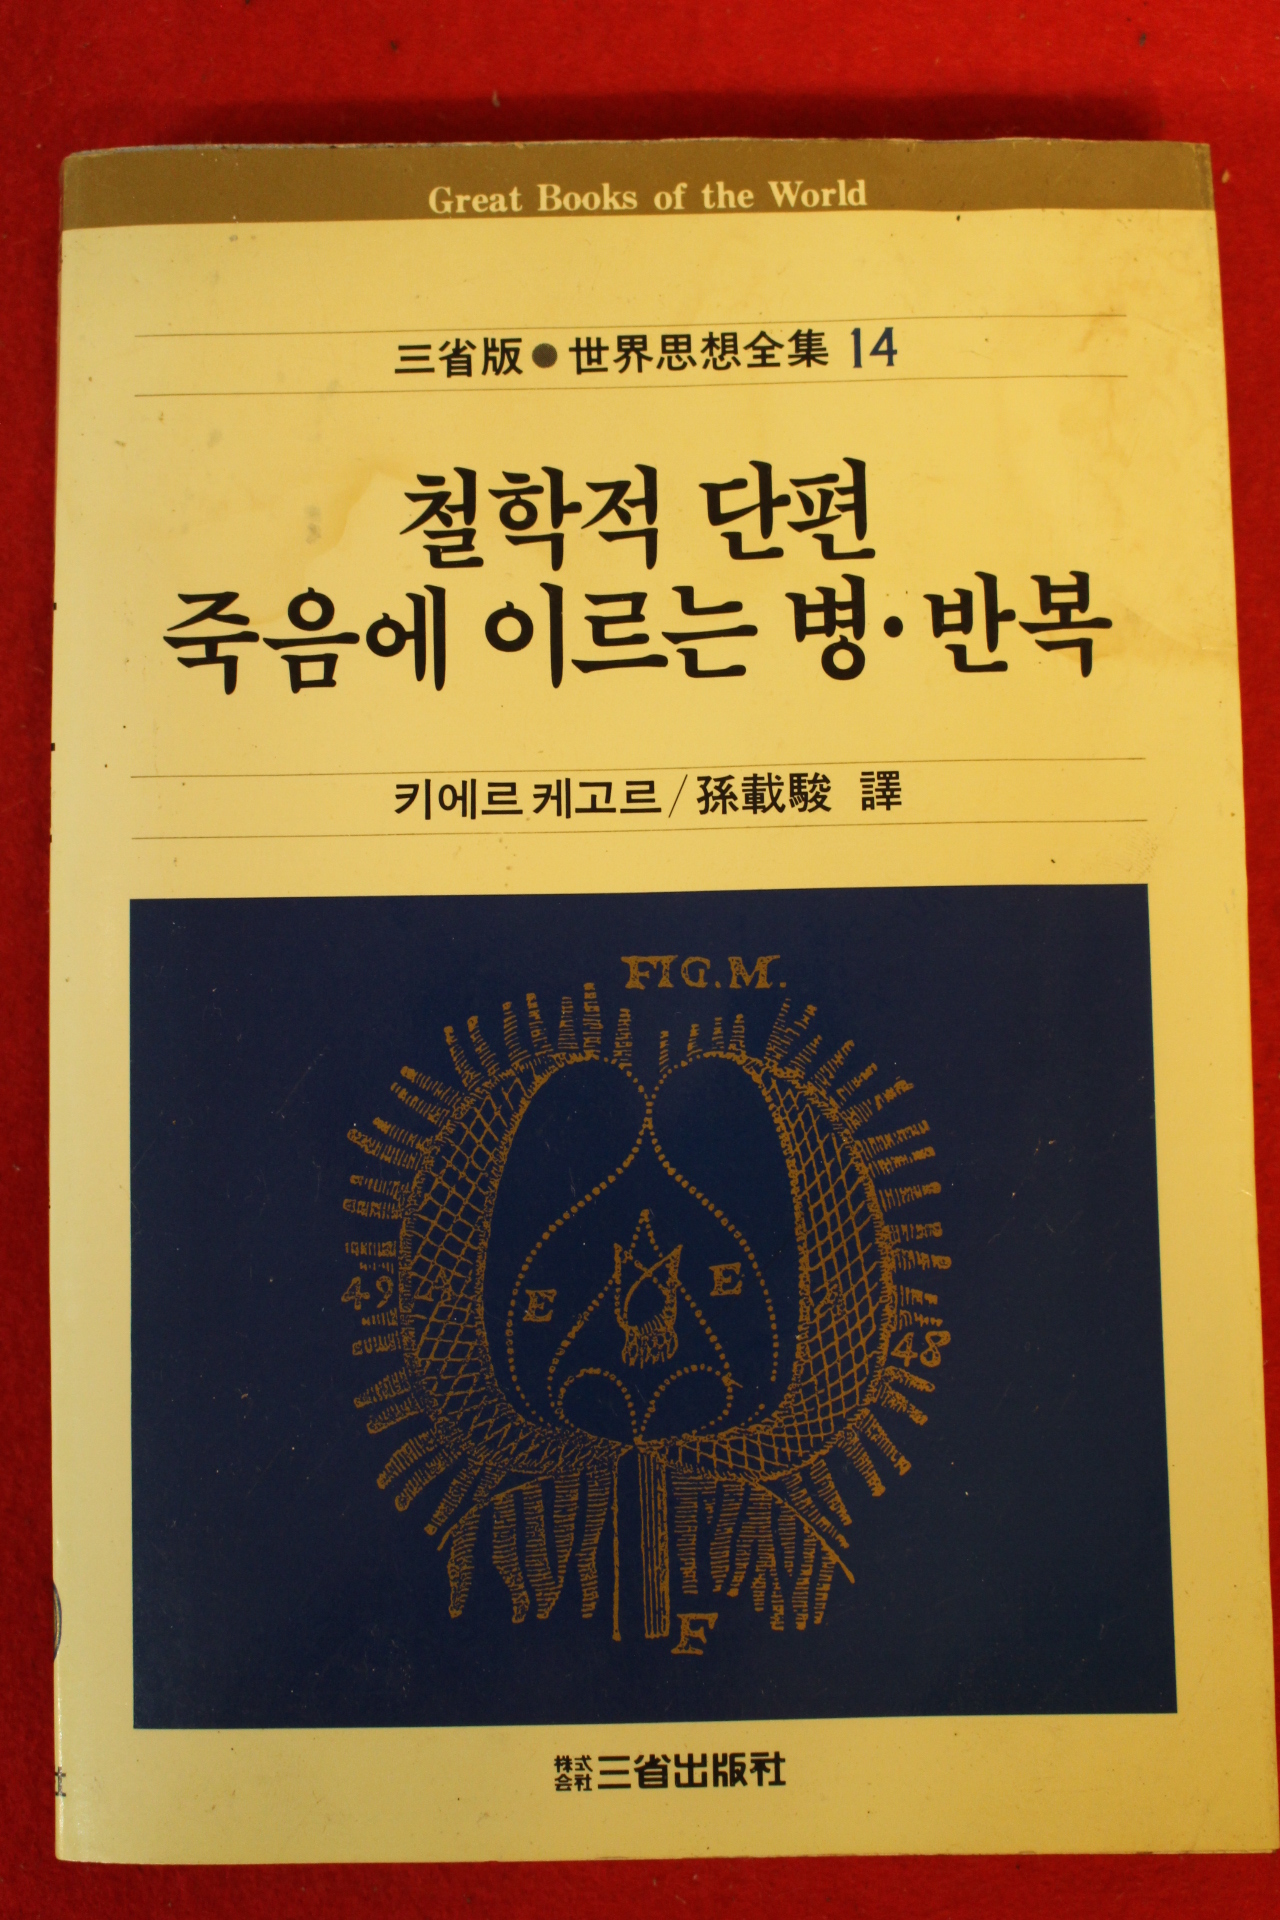 Great Books of the World
三省版●世界思想全集 14
철학적 단편
죽음에 이르는 병·반복
키에르케고르/孫載駿 譯
FIG.M.
E
E
49 A
48
F
株式会社 三省出版社